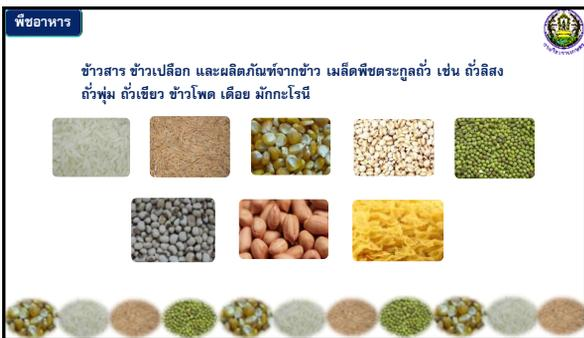 พืชอาหาร
ข้าวสาร ข้าวเปลือก และผลิตภัณฑ์จากข้าว เมล็ดพืชตระกูลถั่ว เช่น ถั่วลิสง
ถั่วพุ่ม ถั่วเขียว ข้าวโพด เดือย มักกะโรนี